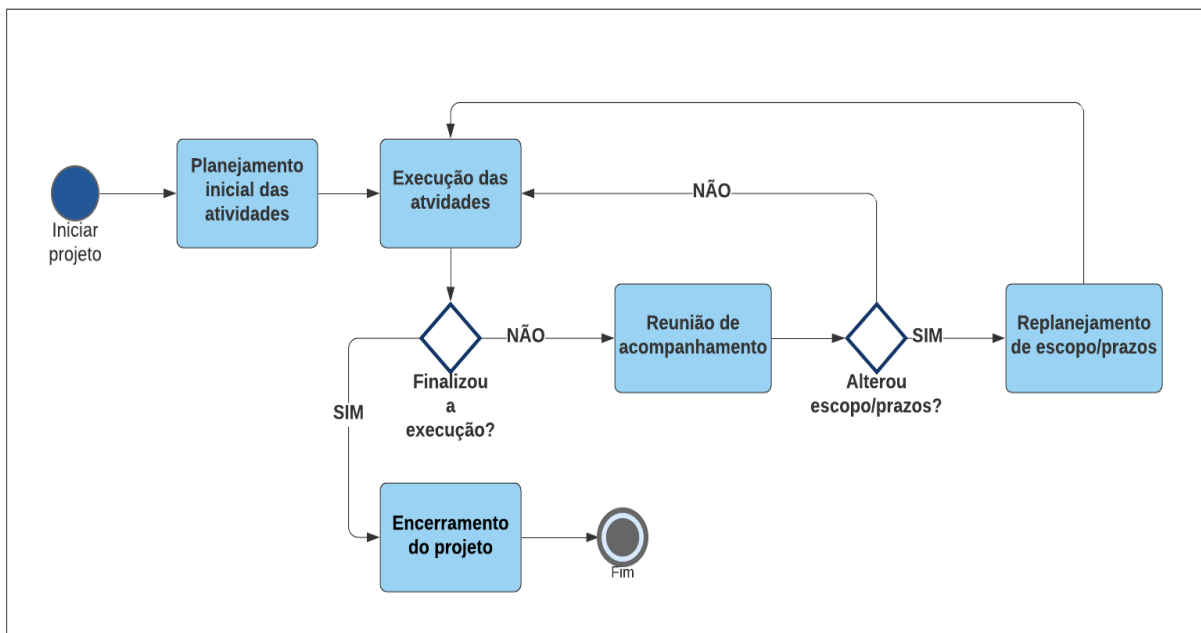 Iniciar
projeto
Planejamento
inicial das
atividades
Execução das
atvidades
NÃO
Finalizou
a
execução?
NÃO
Reunião de
acompanhamento
Alterou
escopo/prazos?
SIM
Replanejamento
de escopo/prazos
SIM
Encerramento
do projeto
Fim